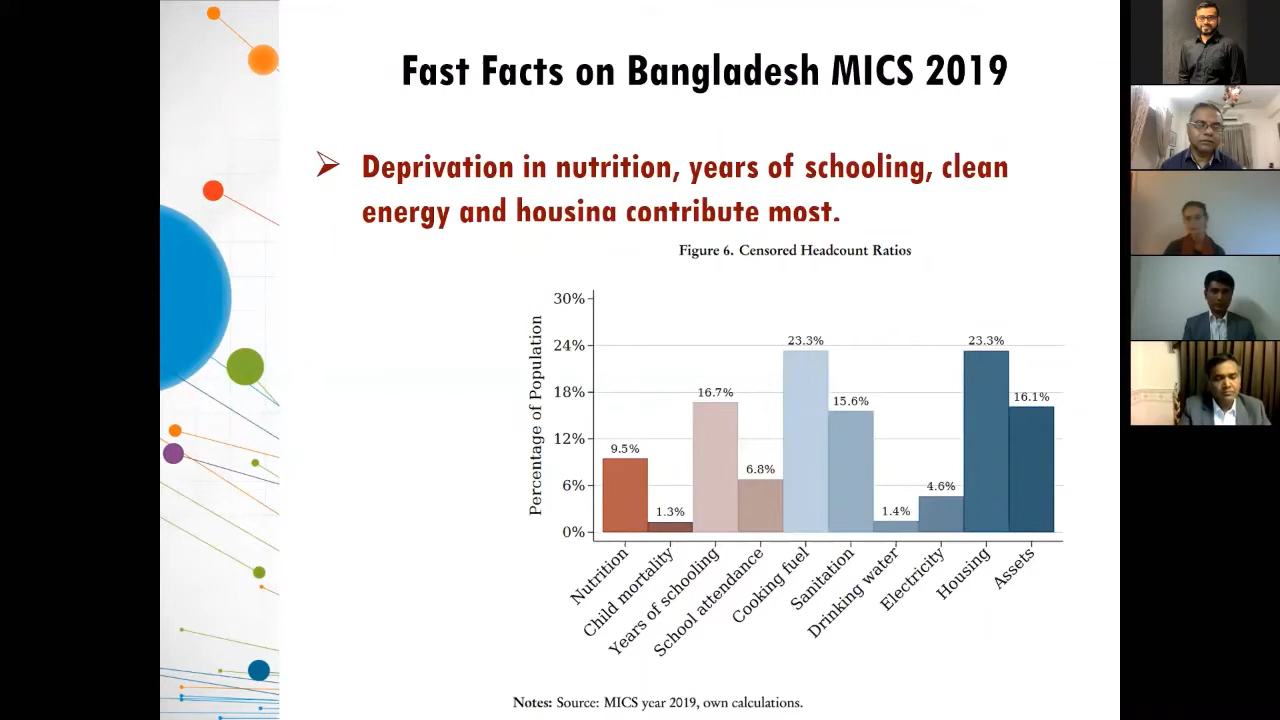 Fast Facts on Bangladesh MICS 2019
Deprivation in nutrition, years of schooling, clean
energy and housing contribute most.
Figure 6. Censored Headcount Ratios
Percentage of Population
30%
24%
18%
12%
6%
0%
9.5%
1.3%
16.7%
6.8%
23.3%
15.6%
1.4%
4.6%
23.3%
16.1%
Nutrition
Child mortality
Years of schooling
School attendance
Cooking fuel
Sanitation
Drinking water
Electricity
Housing
Assets
Notes: Source: MICS year 2019, own calculations.